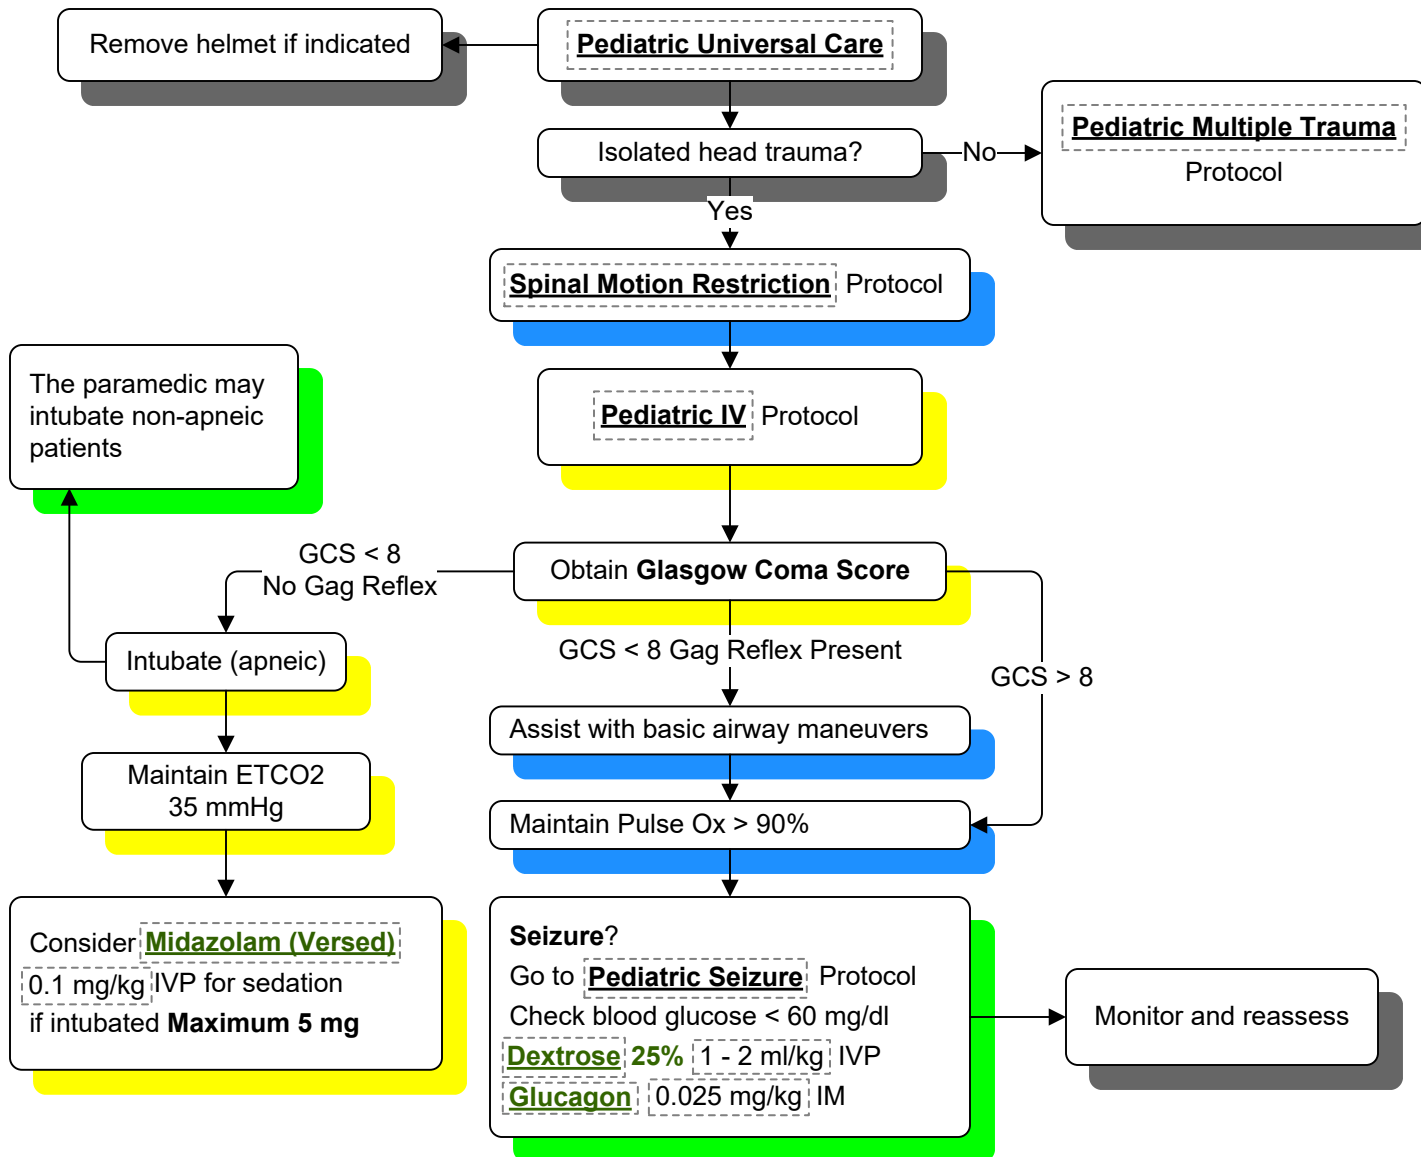 Remove helmet if indicated
Pediatric Universal Care
Isolated head trauma?
No
Pediatric Multiple Trauma
Protocol
Yes
Spinal Motion Restriction Protocol
The paramedic may
intubate non-apneic
patients
Pediatric IV Protocol
GCS < 8
No Gag Reflex
Obtain Glasgow Coma Score
GCS < 8 Gag Reflex Present
GCS > 8
Intubate (apneic)
Assist with basic airway maneuvers
Maintain ETCO2
35 mmHg
Maintain Pulse Ox > 90%
Consider Midazolam (Versed)
0.1 mg/kg IVP for sedation
if intubated Maximum 5 mg
Seizure?
Go to Pediatric Seizure Protocol
Check blood glucose < 60 mg/dl
Dextrose 25% 1 - 2 ml/kg IVP
Glucagon 0.025 mg/kg IM
Monitor and reassess